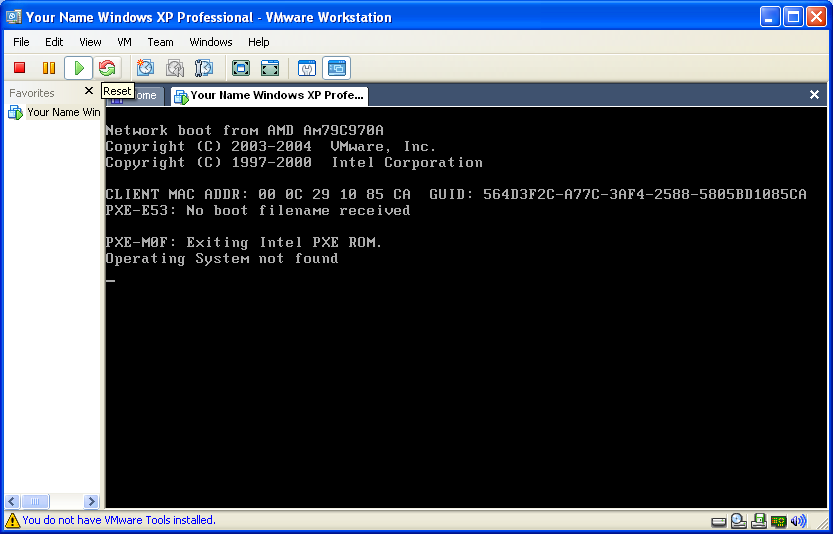 Your Name Windows XP Professional - VMware Workstation
File Edit View VM Team Windows Help
Reset
Favorites
ome
Your Name Windows XP Profe...
Your Name Win
Network boot from AMD Am79C970A
Copyright (C) 2003-2004  VMware, Inc.
Copyright (C) 1997-2000  Intel Corporation
CLIENT MAC ADDR: 00 0C 29 10 85 CA  GUID: 564D3F2C-A77C-3AF4-2588-5805BD1085CA
PXE-E53: No boot filename received
PXE-M0F: Exiting Intel PXE ROM.
Operating System not found
You do not have VMware Tools installed.